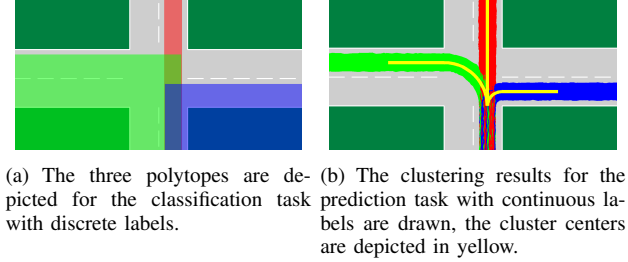 (a) The three polytopes are de-
picted for the classification task
with discrete labels.
(b) The clustering results for the
prediction task with continuous la-
bels are drawn, the cluster centers
are depicted in yellow.